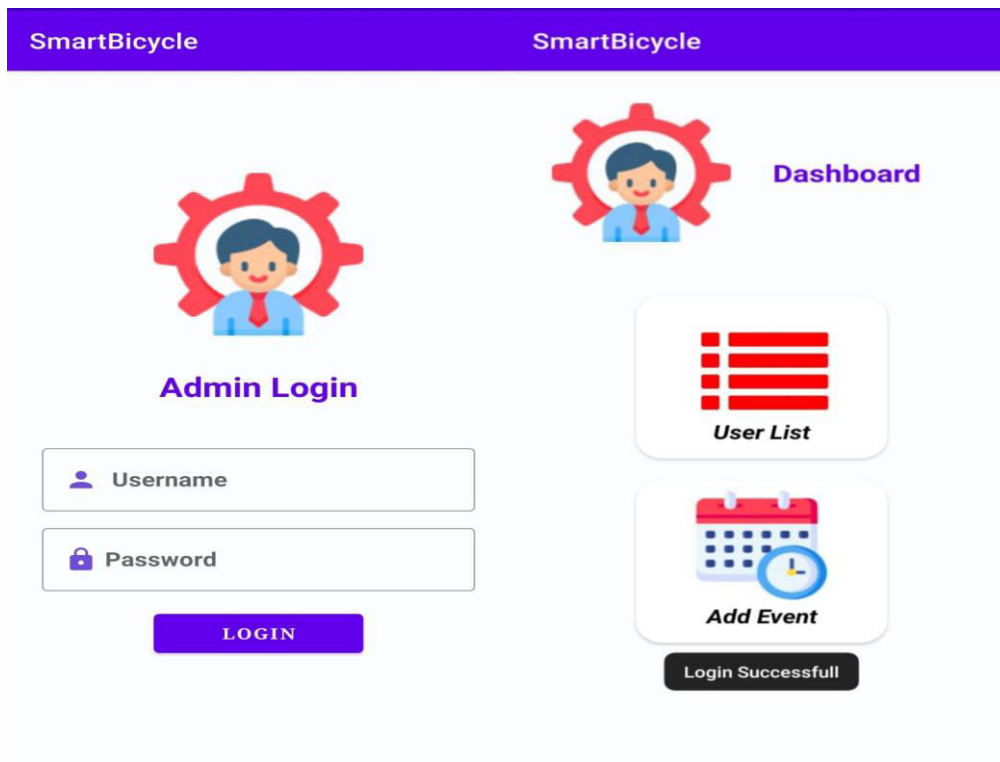 SmartBicycle
Admin Login
Username
Password
LOGIN
SmartBicycle
Dashboard
User List
Add Event
Login Successfull